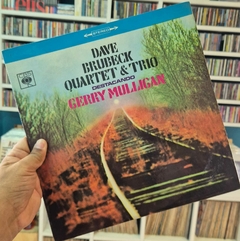 DAVE
BRUBECK
QUARTET & TRIO
DESTACANDO
GERRY MULLIGAN